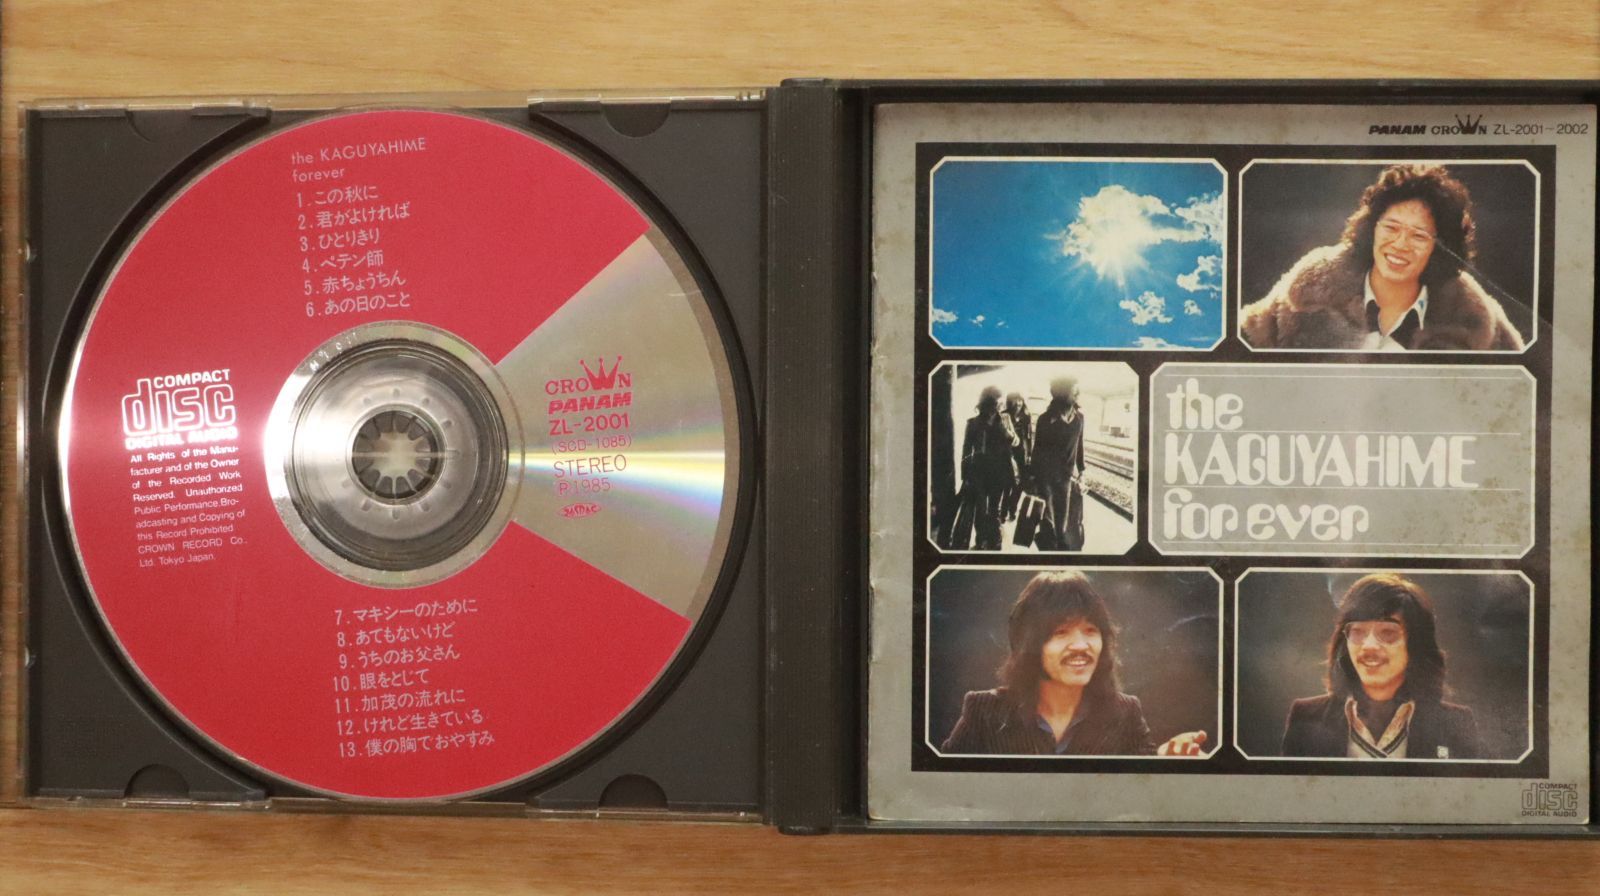 the KAGUYAHIME
forever
1.この秋に
2.君がよければ
3.ひとりきり
4.ペテン師
5.赤ちょうちん
6.あの日のこと
COMPACT
disc
DIGITAL AUDIO
All Rights of the Manu-
facturer and of the Owner
of the Recorded Work
Reserved. Unauthorized
Public Performance.Bro-
adcasting and Copying of
this Record Prohibited
CROWN RECORD Co.,
Ltd. Tokyo Japan.
CROWN
PANAM
ZL-2001
(SGD-1085)
STEREO
℗1985
JASRAC
7.マキシーのために
8.あてもないけど
9.うちのお父さん
10.眼をとじて
11.加茂の流れに
12.けれど生きている
13.僕の胸でおやすみ
PANAM CROWN ZL-2001~2002
the
KAGUYAHIME
for ever
COMPACT
disc
DIGITAL AUDIO